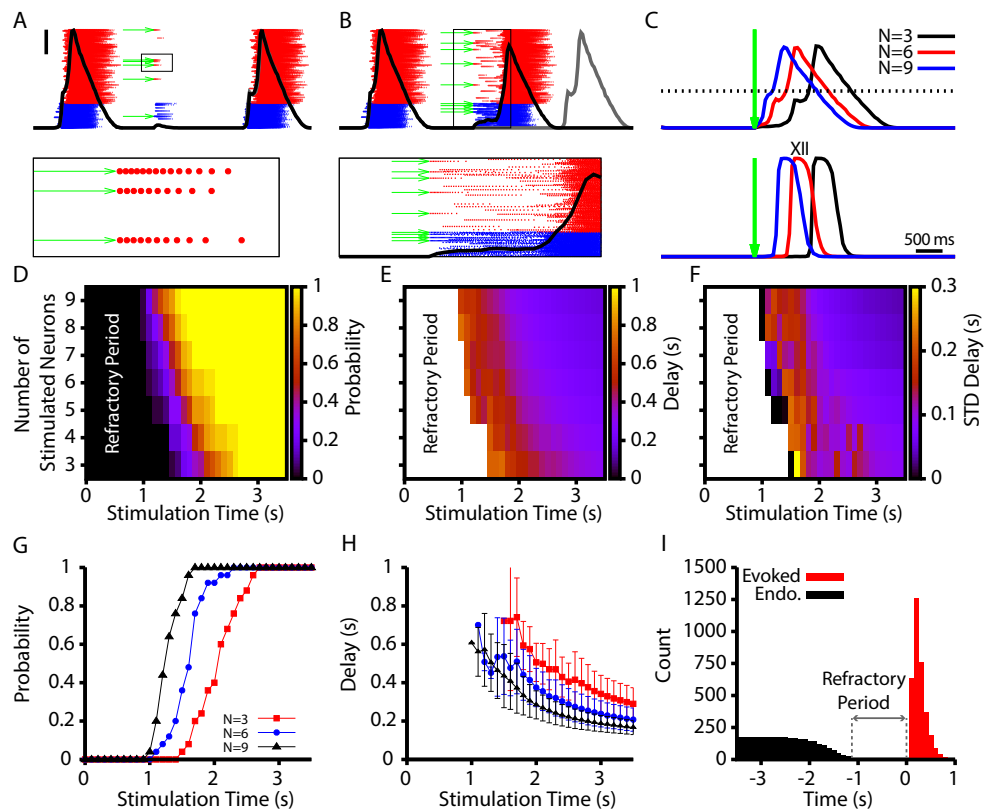 A
B
C
N=3
N=6
N=9
XII
500 ms
D
E
F
Number of
Stimulated Neurons
9
8
7
6
5
4
3
Refractory Period
0 1 2 3
Stimulation Time (s)
1
0.8
0.6
0.4
0.2
0
Probability
Refractory Period
0 1 2 3
Stimulation Time (s)
1
0.8
0.6
0.4
0.2
0
Delay (s)
Refractory Period
0 1 2 3
Stimulation Time (s)
0.3
0.2
0.1
0
STD Delay (s)
G
H
I
Probability
1
0.8
0.6
0.4
0.2
0
N=3
N=6
N=9
0 1 2 3
Stimulation Time (s)
Delay (s)
1
0.8
0.6
0.4
0.2
0
0 1 2 3
Stimulation Time (s)
Count
1500
1250
1000
750
500
250
0
Evoked
Endo.
Refractory
Period
-3 -2 -1 0 1
Time (s)